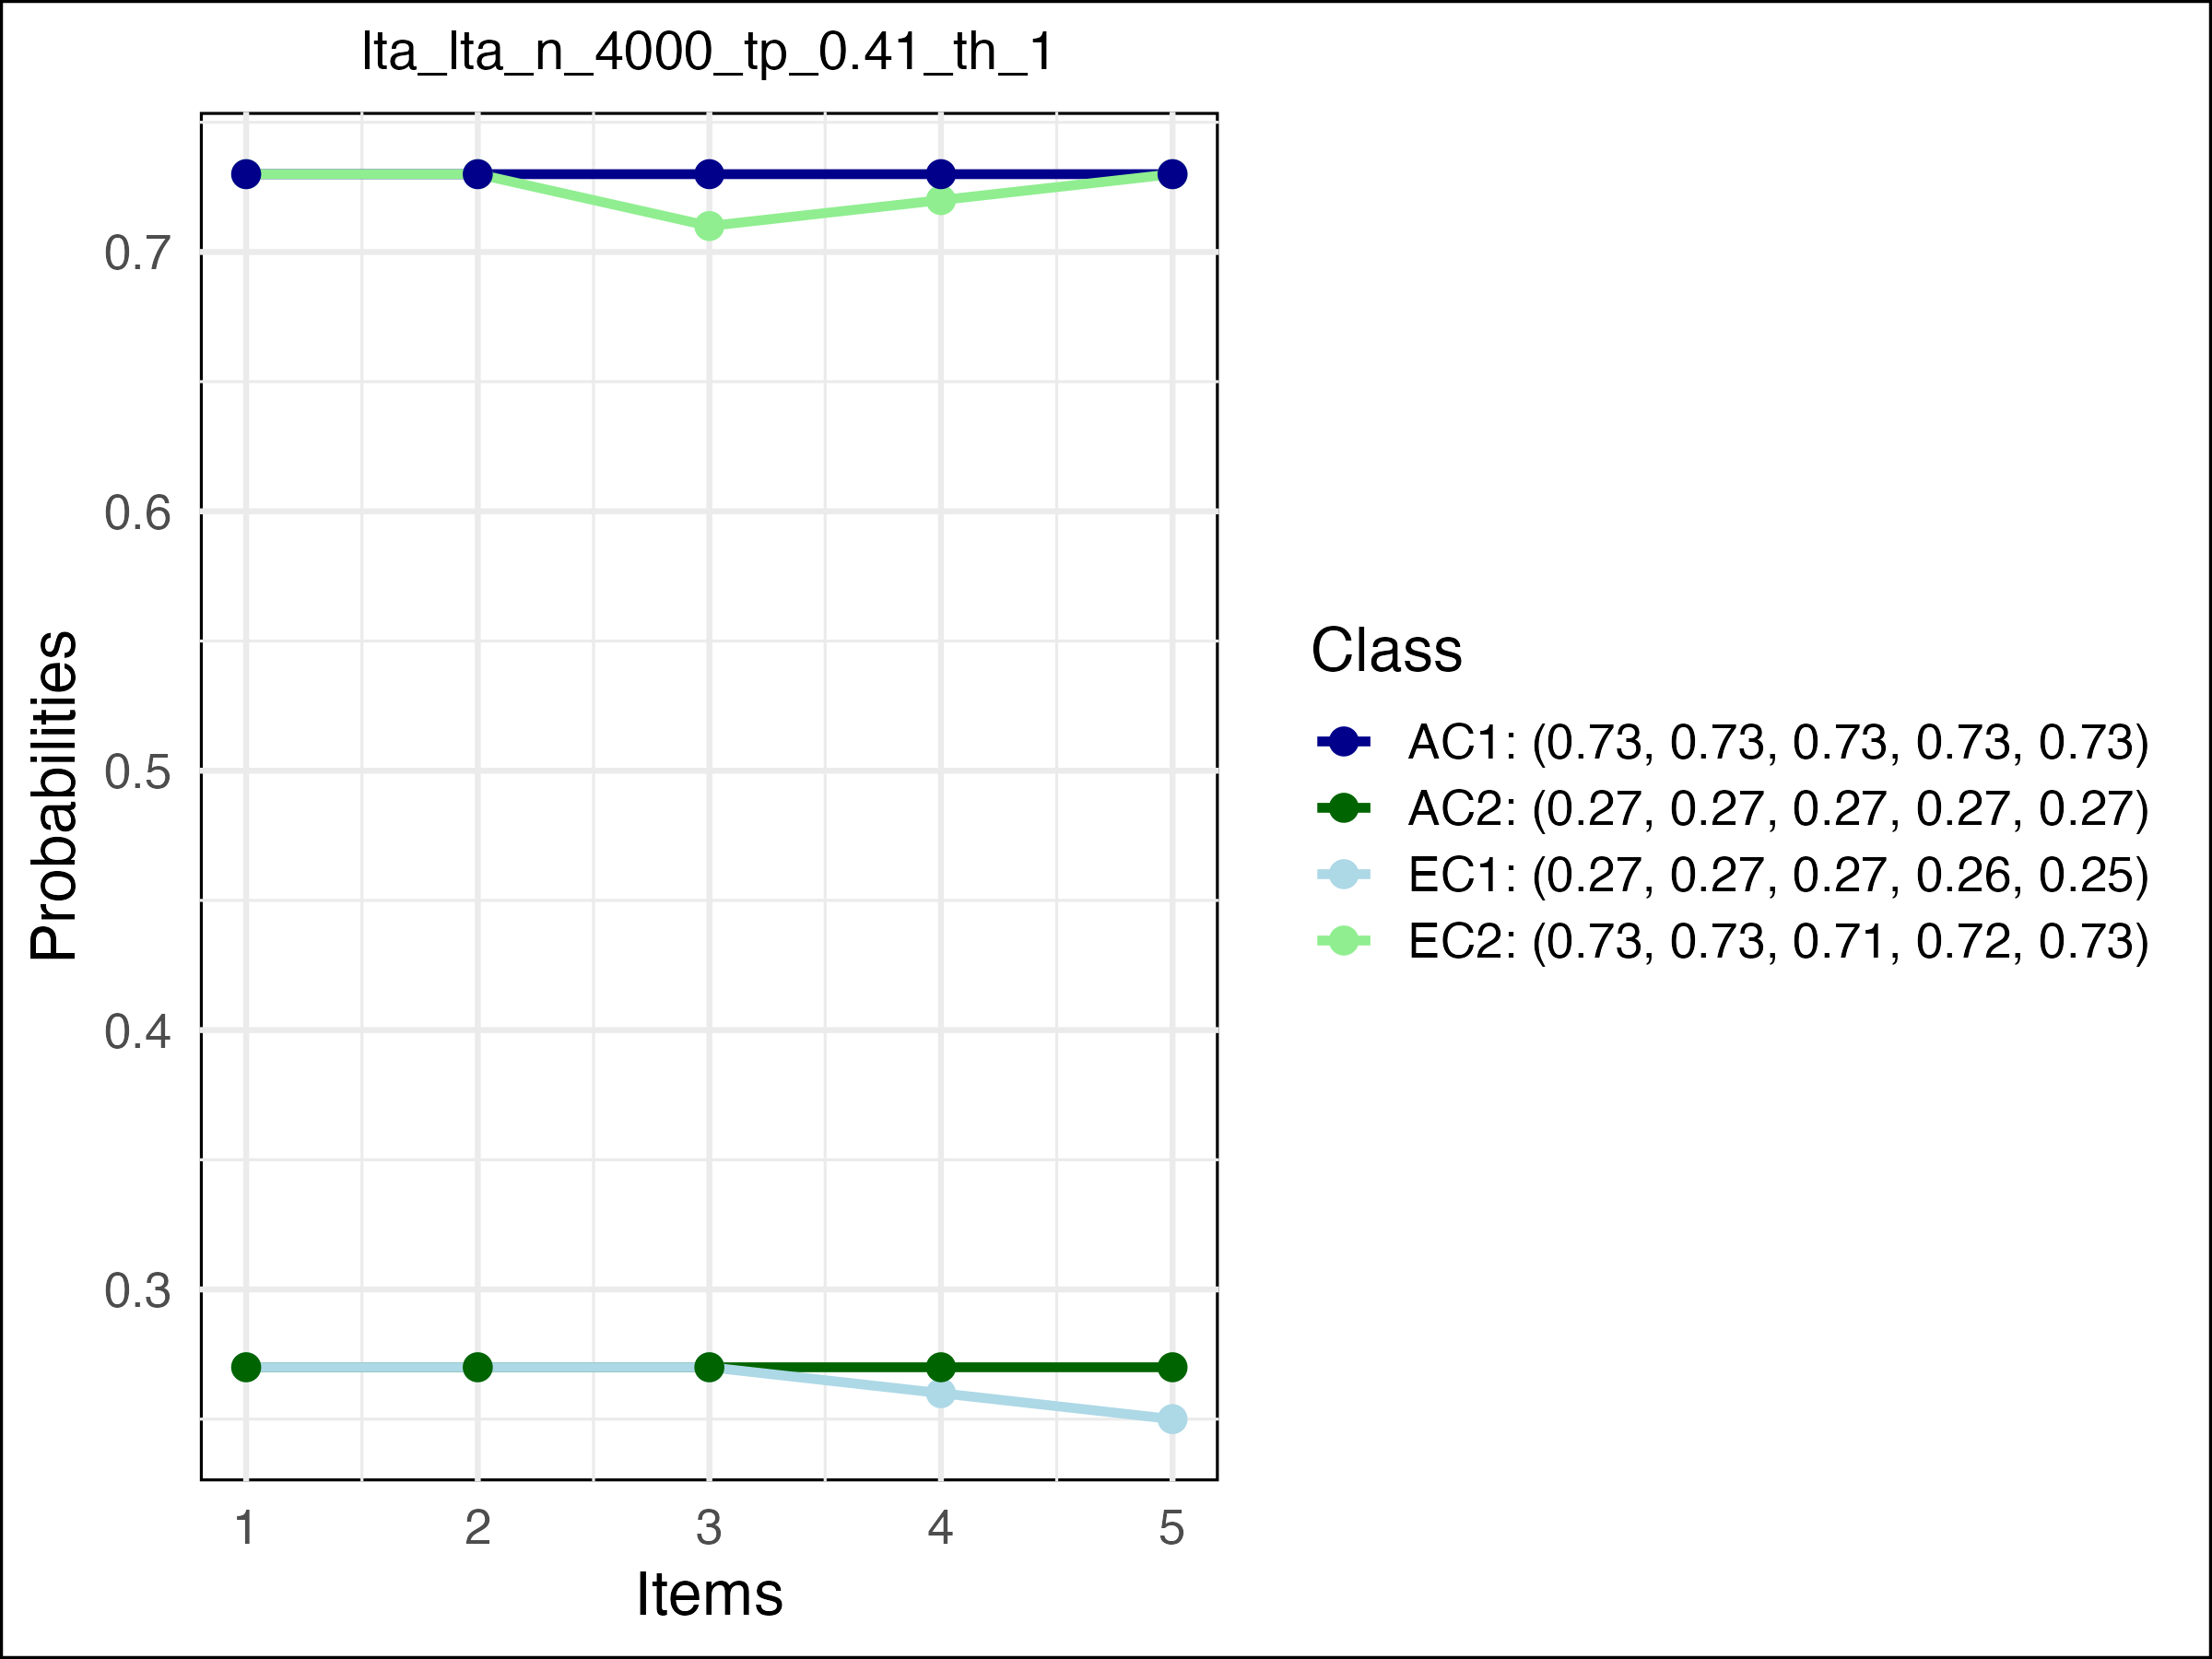 lta_lta_n_4000_tp_0.41_th_1
Probabilities
0.7
0.6
0.5
0.4
0.3
1 2 3 4 5
Items
Class
AC1: (0.73, 0.73, 0.73, 0.73, 0.73)
AC2: (0.27, 0.27, 0.27, 0.27, 0.27)
EC1: (0.27, 0.27, 0.27, 0.26, 0.25)
EC2: (0.73, 0.73, 0.71, 0.72, 0.73)